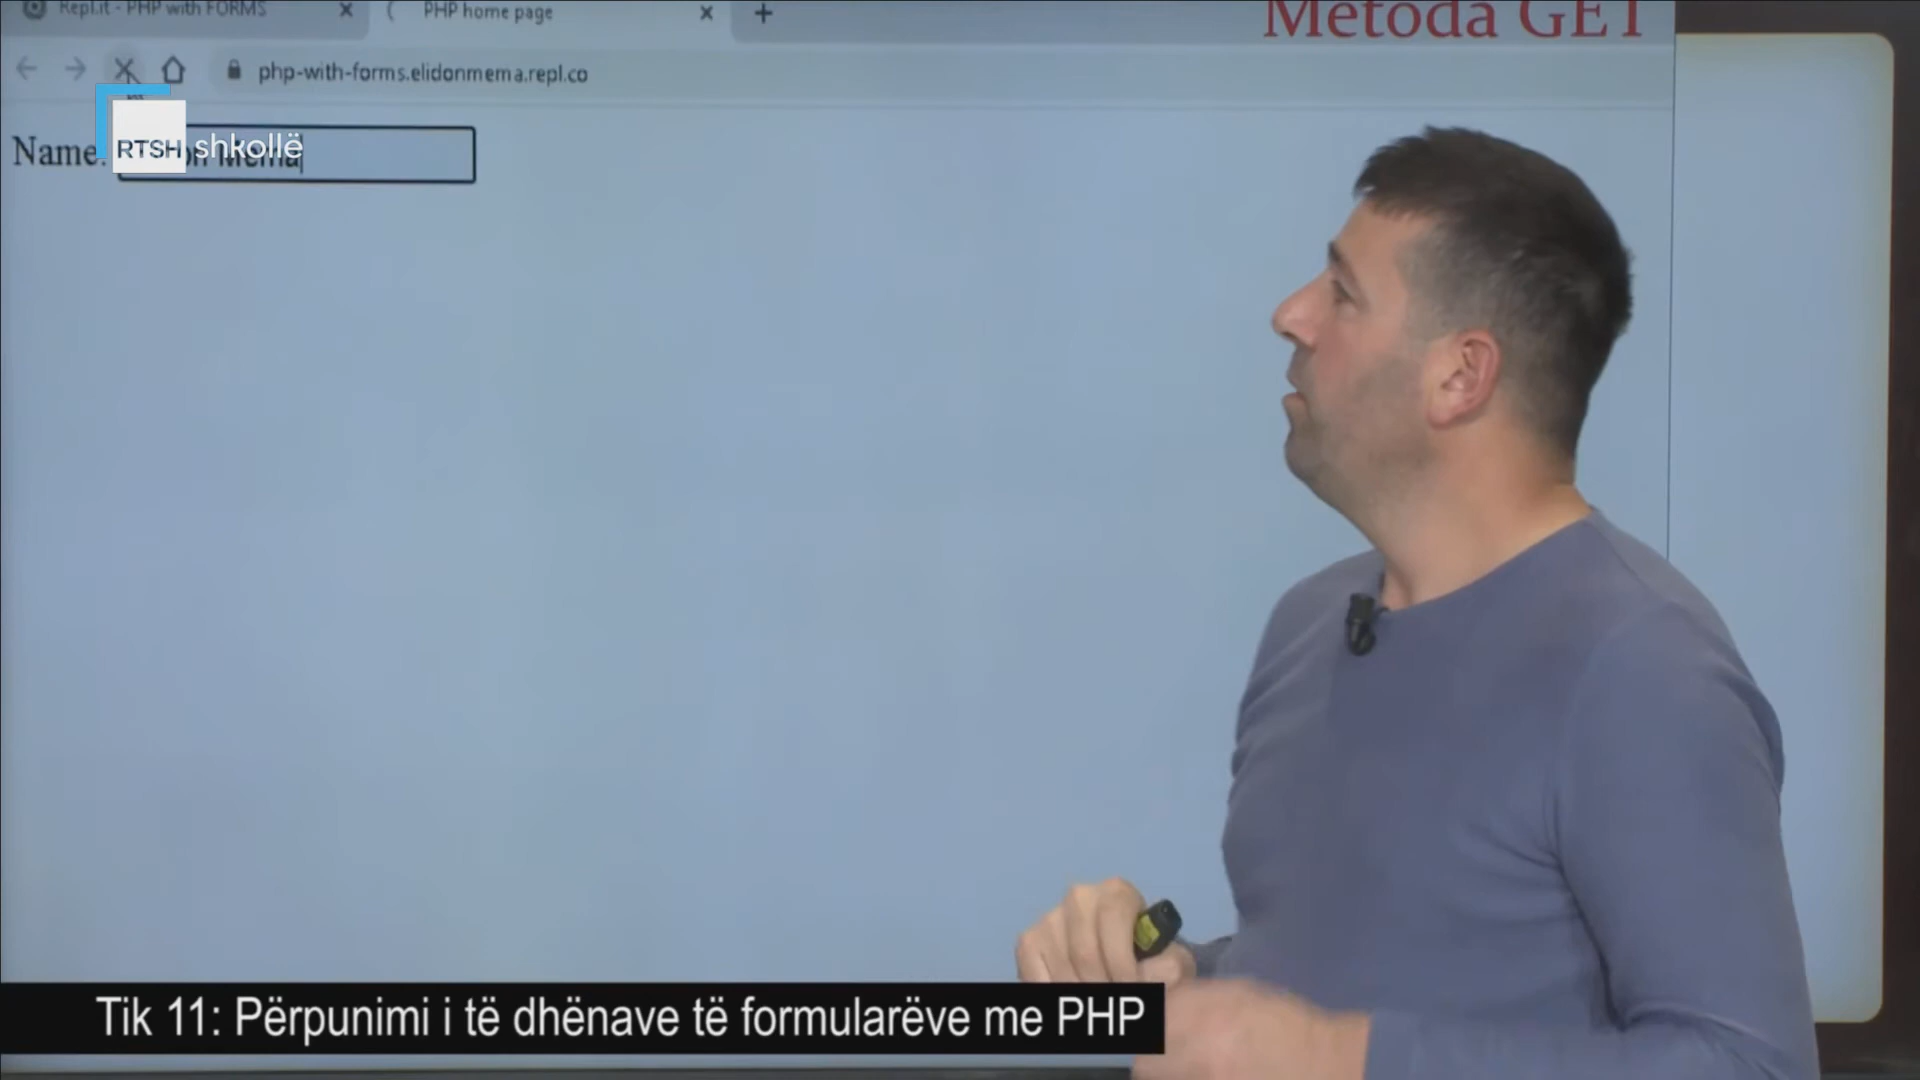 Repl.it - PHP with FORMS
PHP home page
Metoda GET
php-with-forms.elidonmema.repl.co
Name:
RTSH shkollë
Mema
Tik 11: Përpunimi i të dhënave të formularëve me PHP